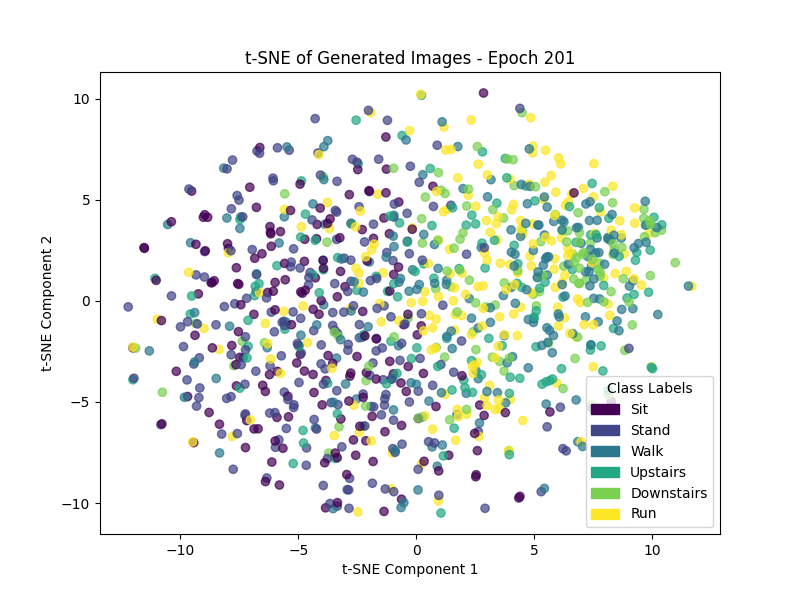 t-SNE of Generated Images - Epoch 201
t-SNE Component 2
10
5
0
−5
−10
−10
−5
0
5
10
t-SNE Component 1
Class Labels
Sit
Stand
Walk
Upstairs
Downstairs
Run